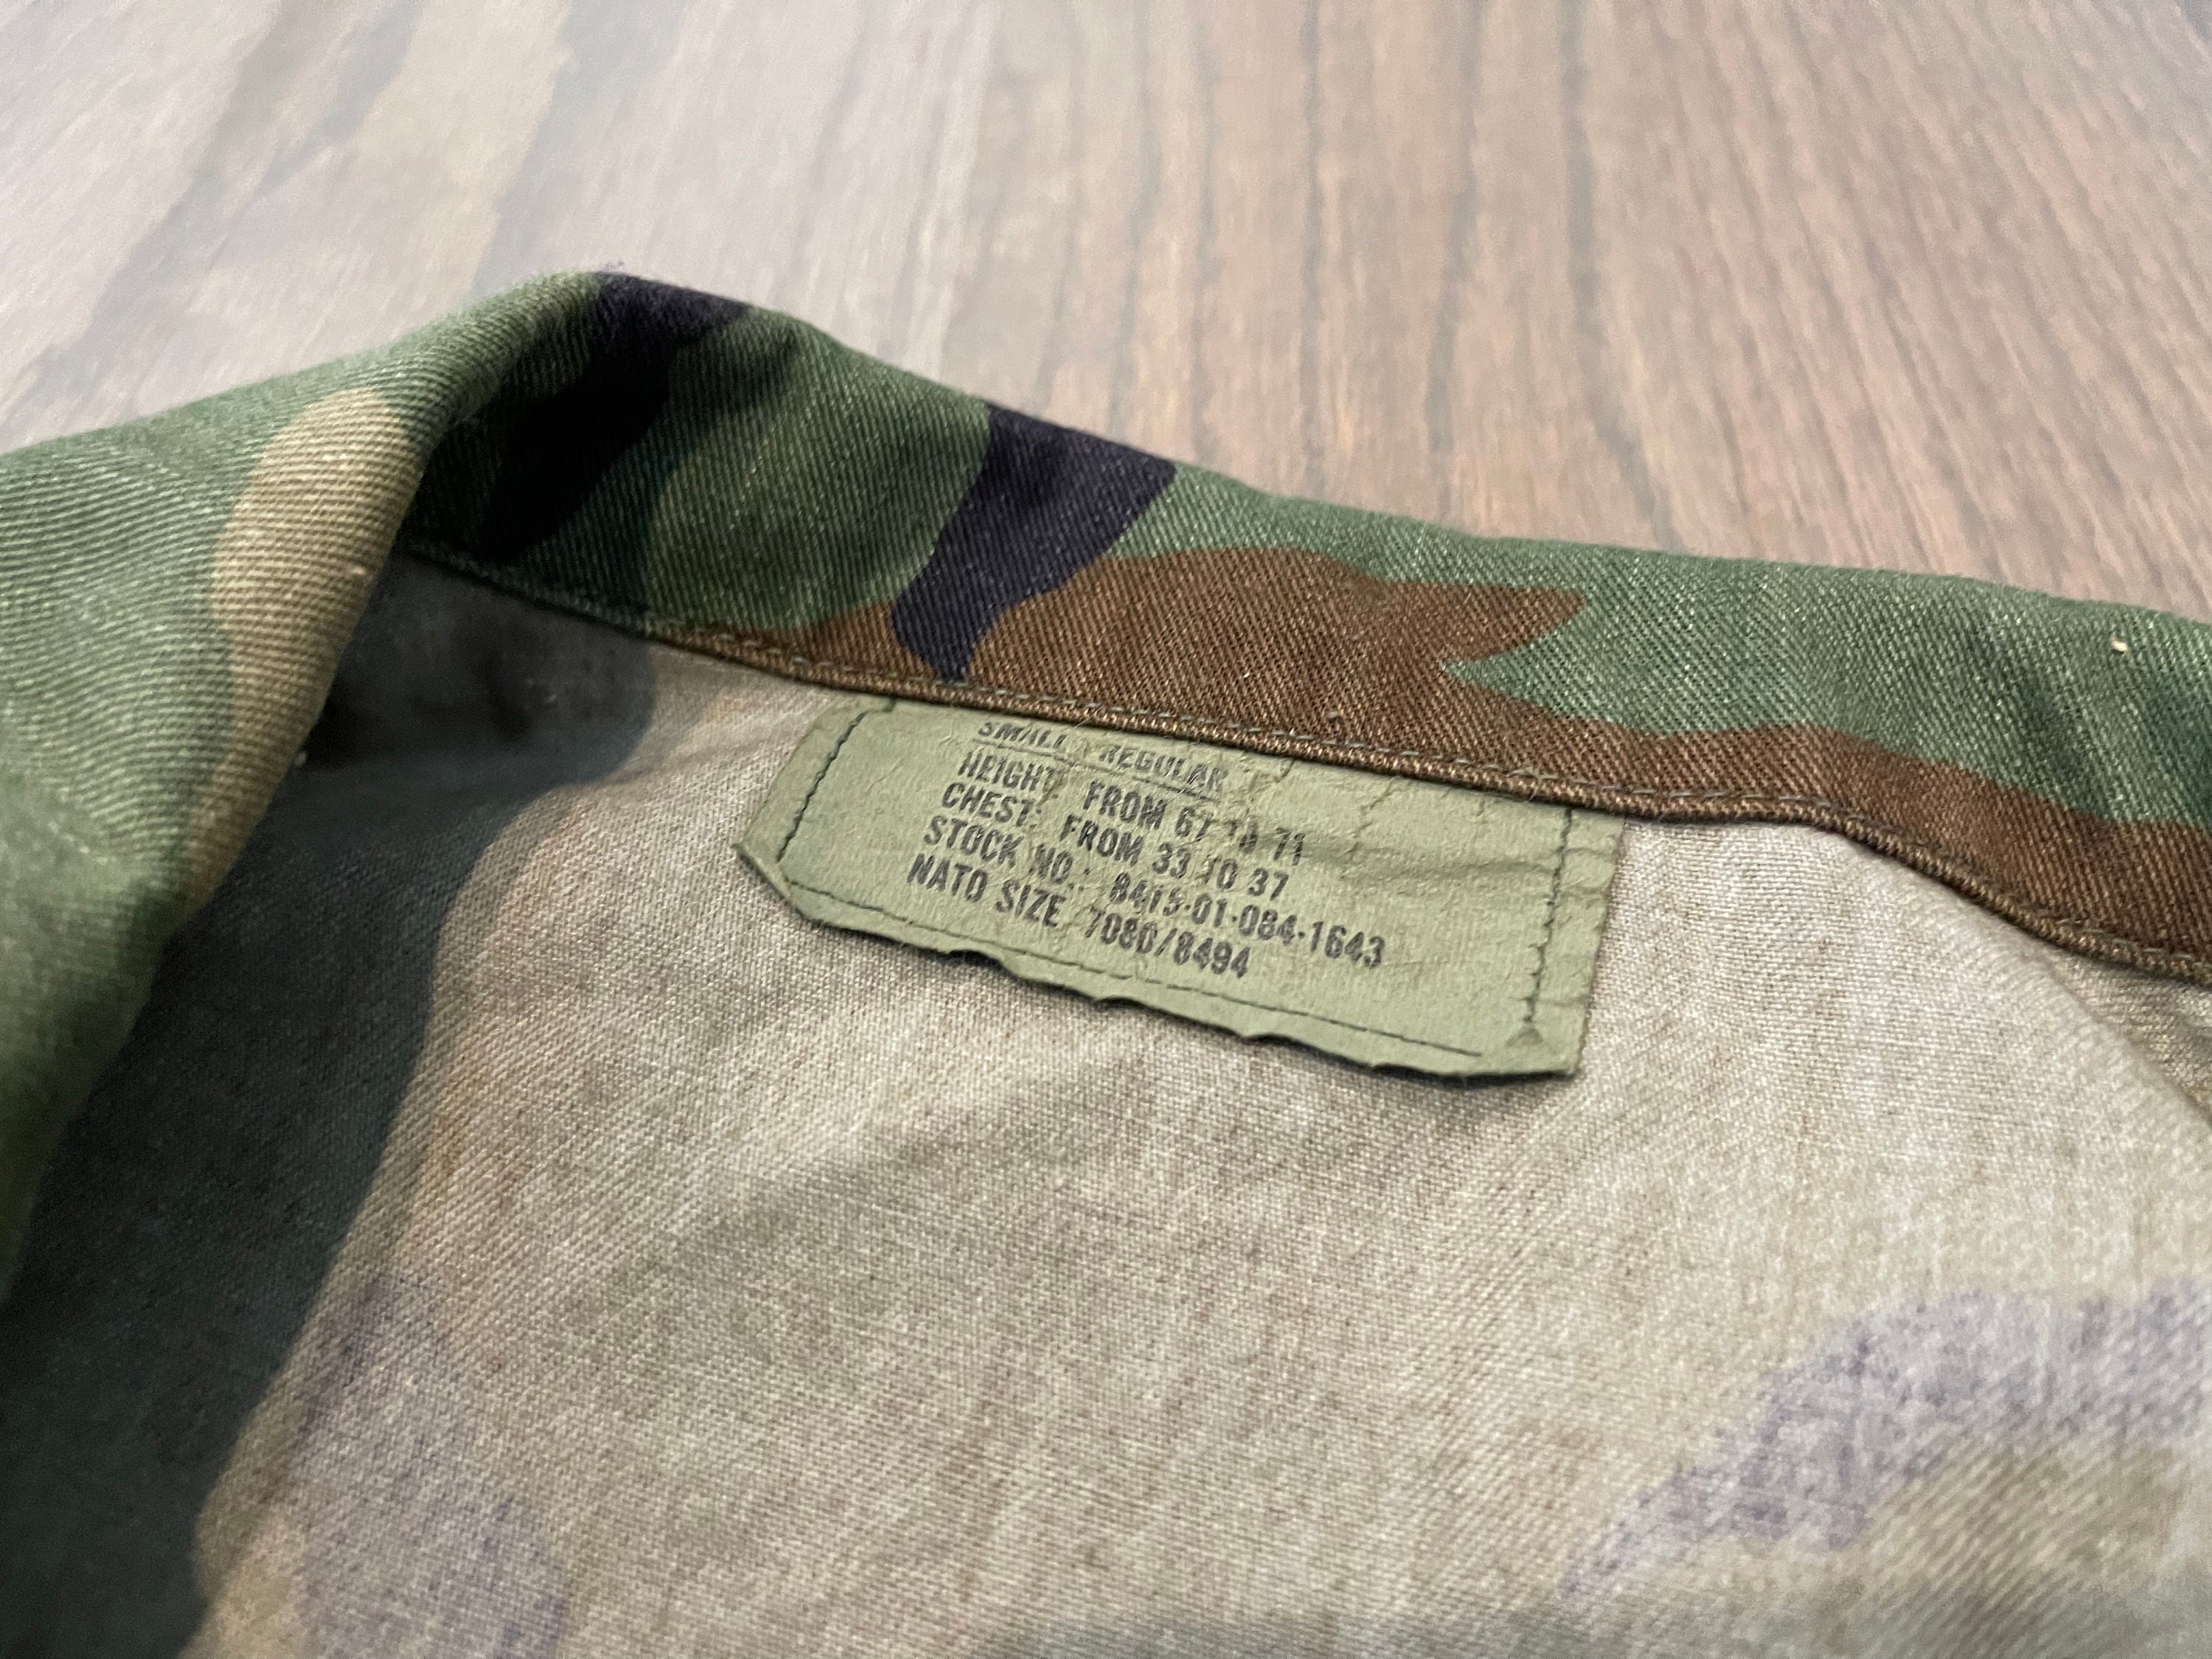 SMALL - REGULAR
HEIGHT: FROM 67 TO 71
CHEST: FROM 33 TO 37
STOCK NO.: 8415-01-084-1643
NATO SIZE 7080/8494